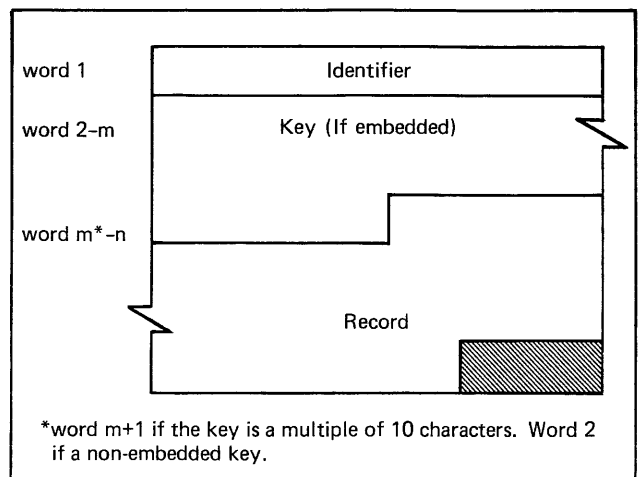 word 1 Identifier
word 2-m Key (If embedded)
word m*-n
Record
*word m+1 if the key is a multiple of 10 characters. Word 2
if a non-embedded key.